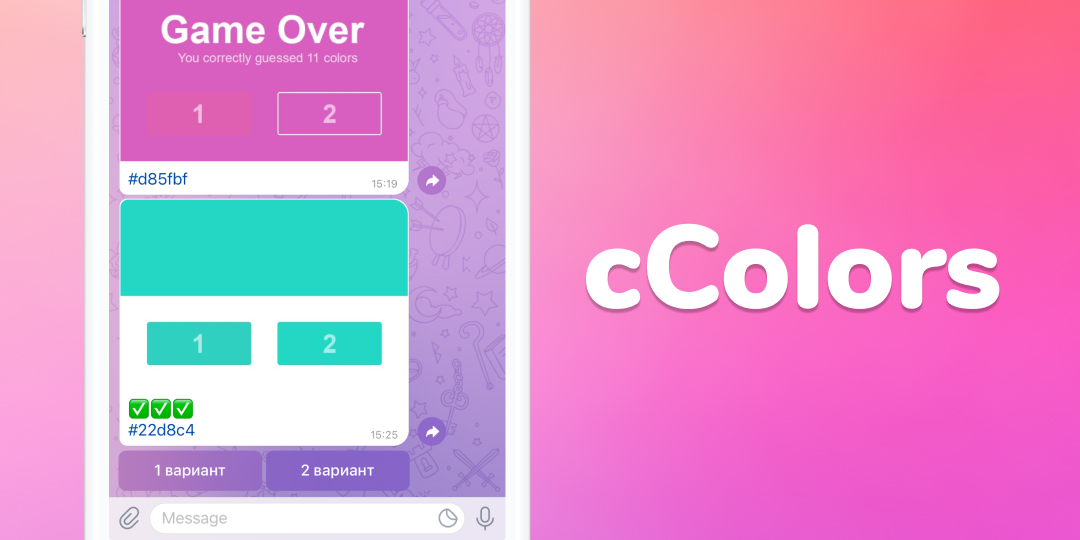 Game Over
You correctly guessed 11 colors
1 2
#d85fbf
15:19
1 2
#22d8c4
15:25
1 вариант 2 вариант
Message
cColors